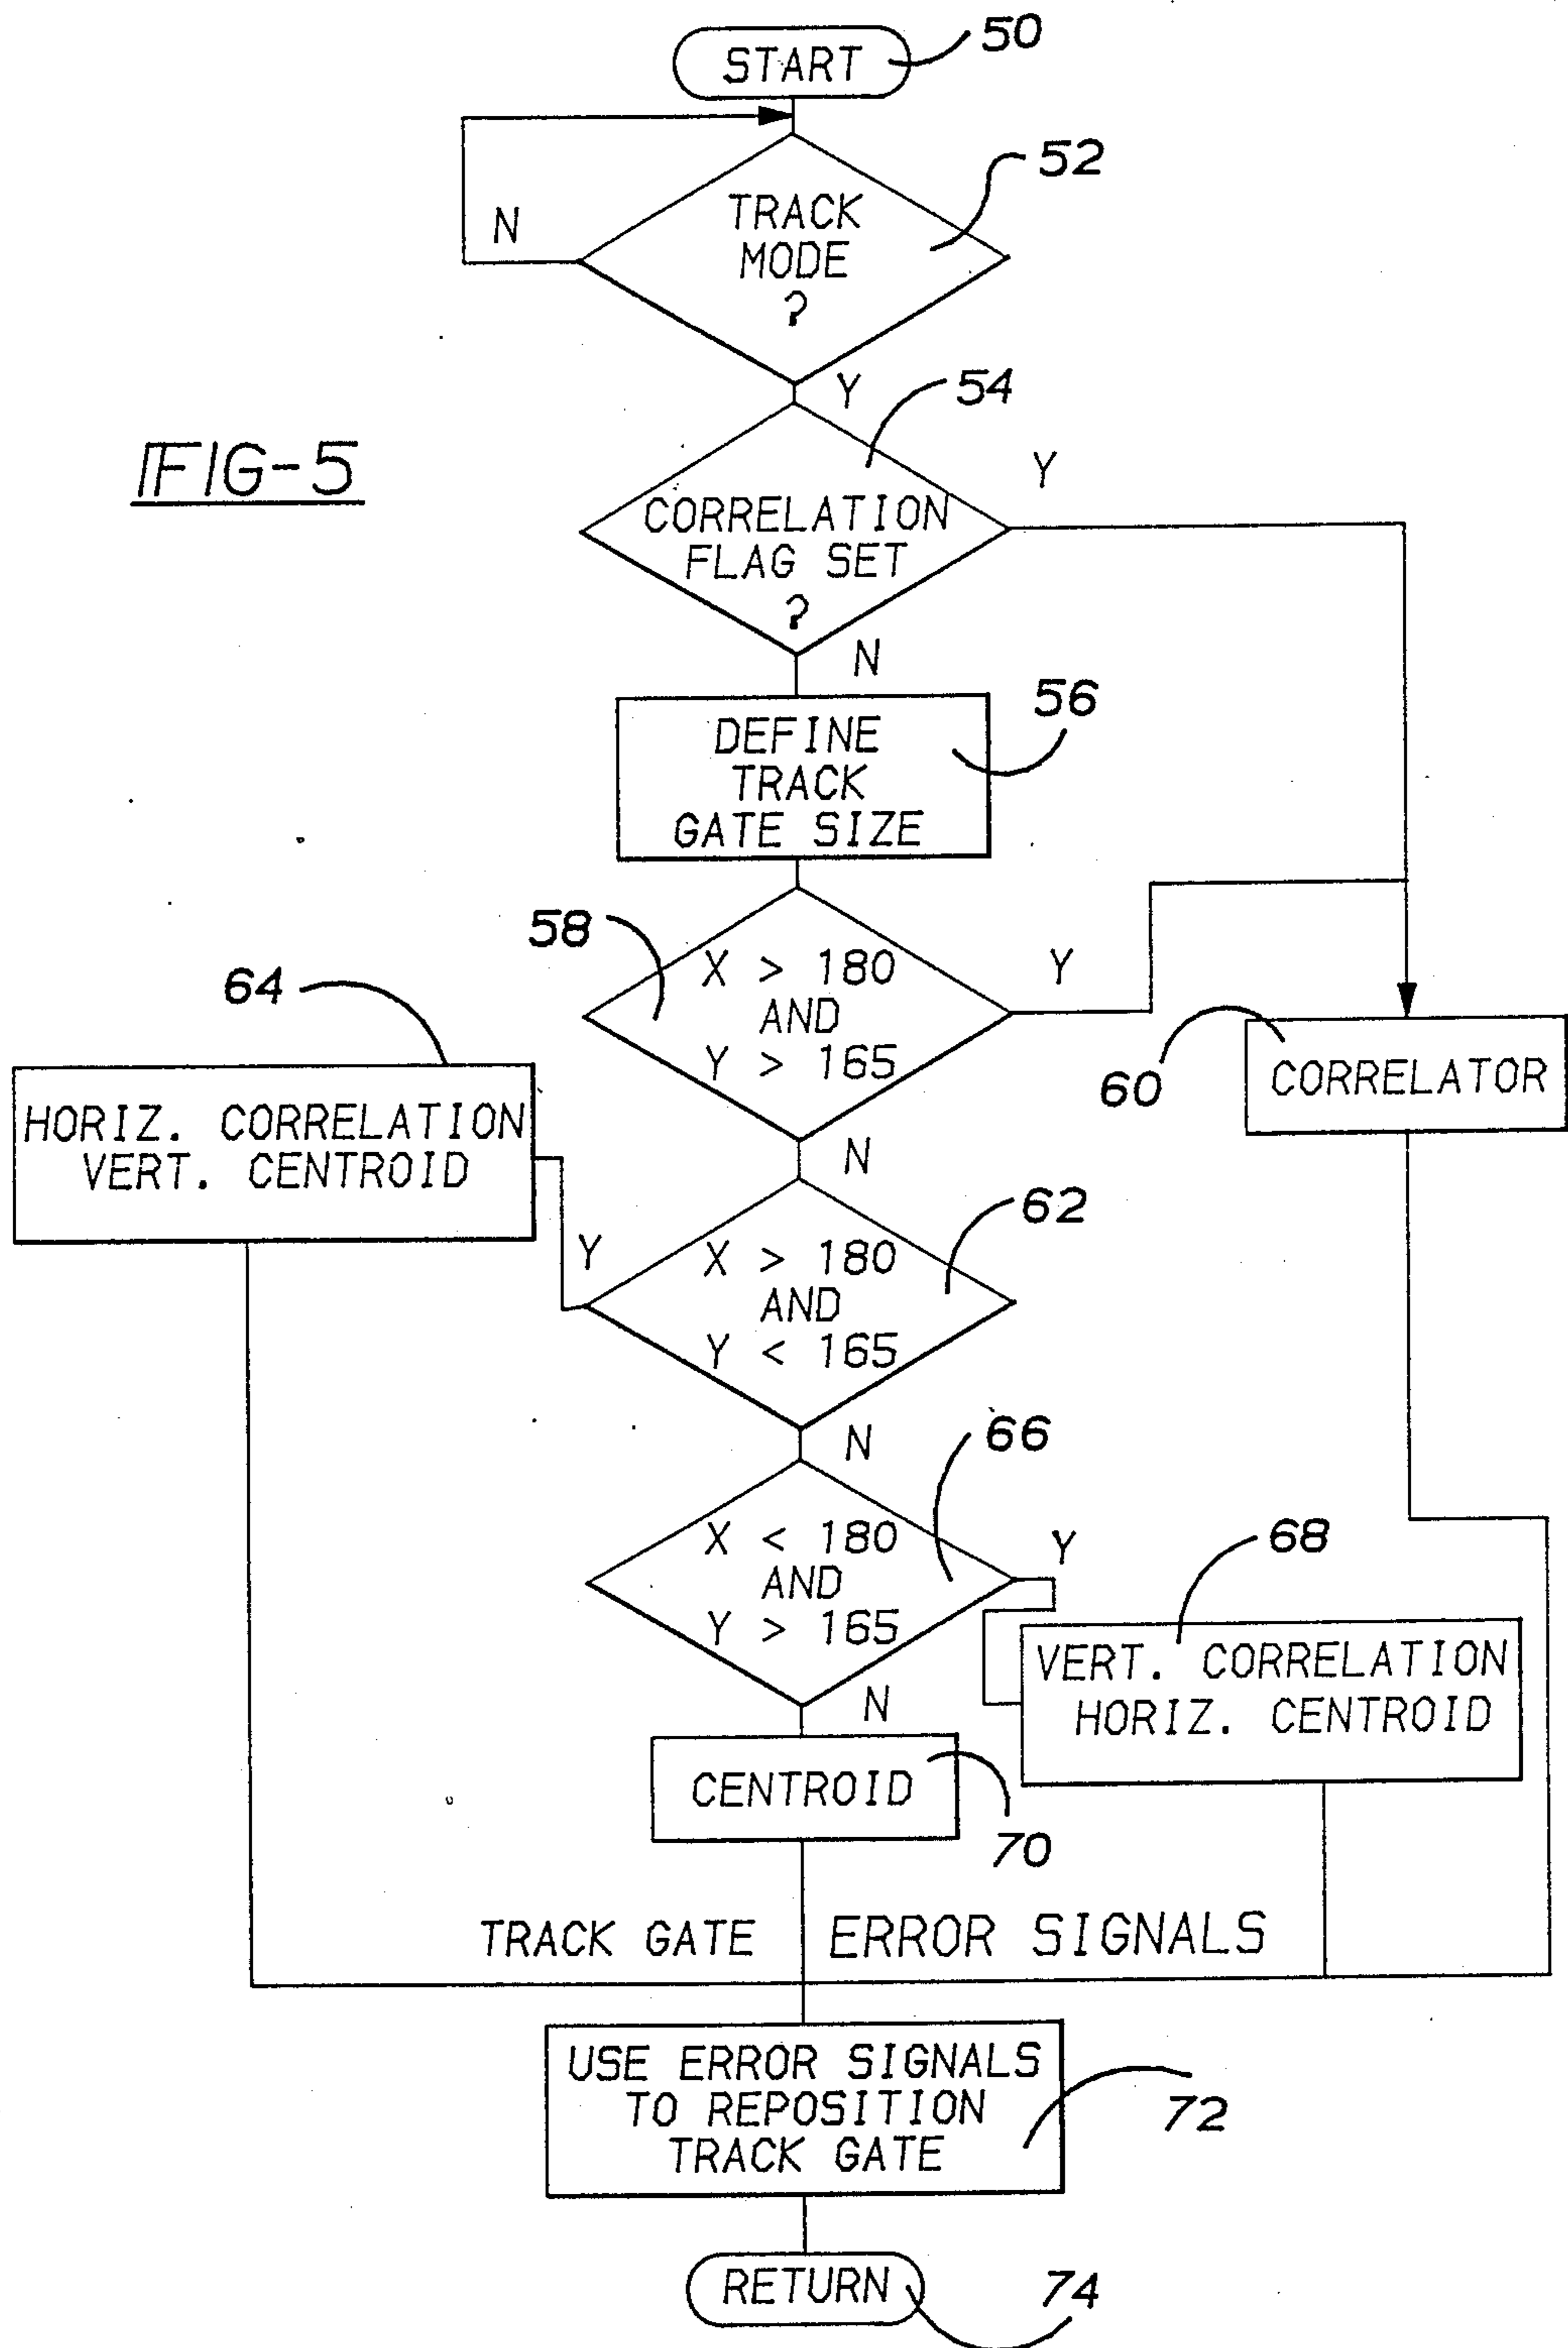 START
50
TRACK
MODE
?
52
N
Y
FIG-5
CORRELATION
FLAG SET
?
54
Y
N
DEFINE
TRACK
GATE SIZE
56
58
X > 180
AND
Y > 165
Y
N
64
HORIZ. CORRELATION
VERT. CENTROID
60
CORRELATOR
Y
X > 180
AND
Y < 165
62
N
X < 180
AND
Y > 165
66
Y
N
68
VERT. CORRELATION
HORIZ. CENTROID
CENTROID
70
TRACK GATE ERROR SIGNALS
USE ERROR SIGNALS
TO REPOSITION
TRACK GATE
72
RETURN
74